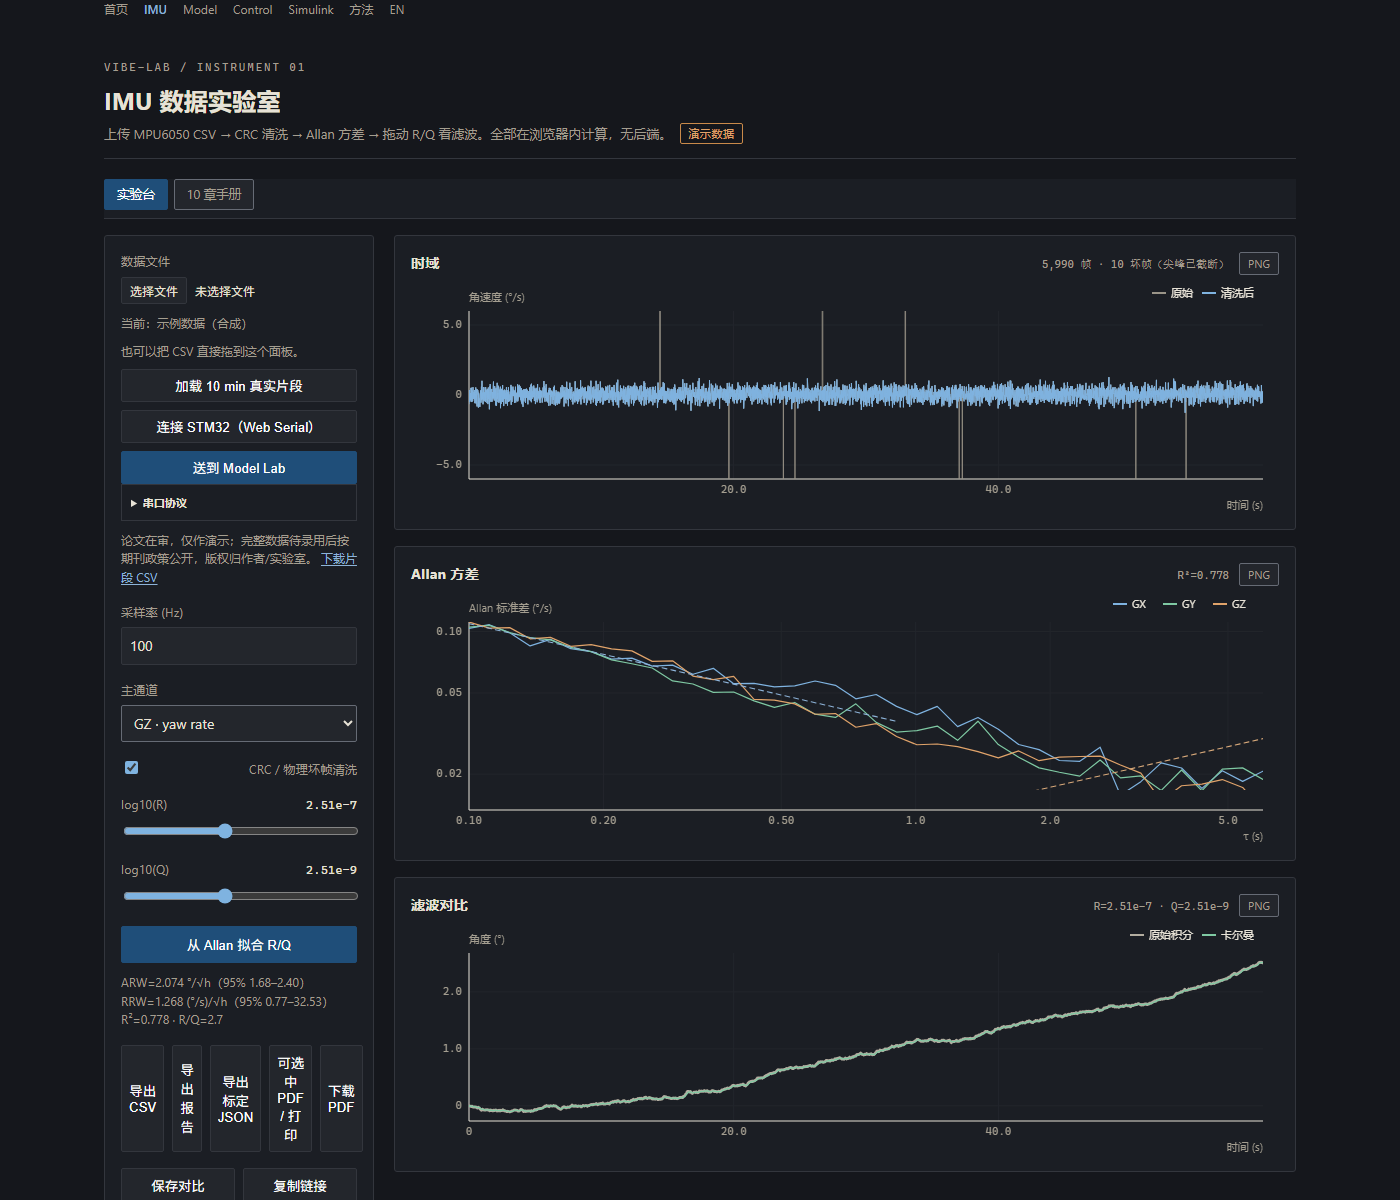 首页 IMU Model Control Simulink 方法 EN
VIBE-LAB / INSTRUMENT 01
IMU 数据实验室
上传 MPU6050 CSV → CRC 清洗 → Allan 方差 → 拖动 R/Q 看滤波。全部在浏览器内计算，无后端。 演示数据
实验台 10 章手册
数据文件
选择文件 未选择文件
当前：示例数据（合成）
也可以把 CSV 直接拖到这个面板。
加载 10 min 真实片段
连接 STM32（Web Serial）
送到 Model Lab
▶ 串口协议
论文在审，仅作演示；完整数据待录用后按
期刊政策公开，版权归作者/实验室。 下载片
段 CSV
采样率 (Hz)
100
主通道
GZ · yaw rate
CRC / 物理坏帧清洗
log10(R) 2.51e-7
log10(Q) 2.51e-9
从 Allan 拟合 R/Q
ARW=2.074 °/√h（95% 1.68–2.40）
RRW=1.268 (°/s)/√h（95% 0.77–32.53）
R²=0.778 · R/Q=2.7
导出
CSV
导
出
报
告
导出
标定
JSON
可选
中
PDF
/ 打
印
下载
PDF
保存对比 复制链接
时域 5,990 帧 · 10 坏帧（尖峰已截断） PNG
角速度 (°/s) 原始 清洗后
5.0
0
−5.0
20.0 40.0
时间 (s)
Allan 方差 R²=0.778 PNG
Allan 标准差 (°/s) GX GY GZ
0.10
0.05
0.02
0.10 0.20 0.50 1.0 2.0 5.0
τ (s)
滤波对比 R=2.51e-7 · Q=2.51e-9 PNG
角度 (°) 原始积分 卡尔曼
2.0
1.0
0
0 20.0 40.0
时间 (s)